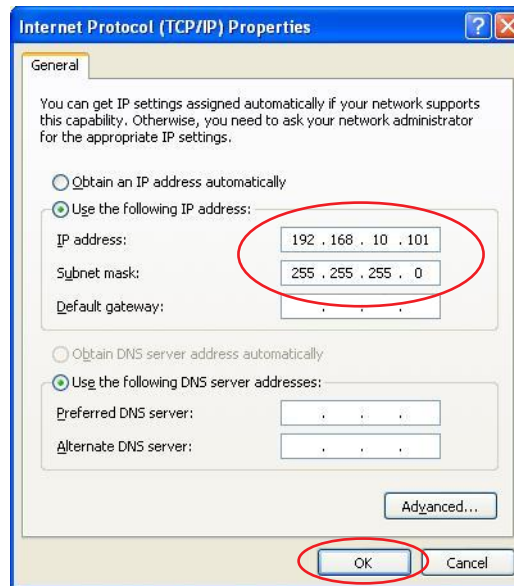 Internet Protocol (TCP/IP) Properties
General
You can get IP settings assigned automatically if your network supports
this capability. Otherwise, you need to ask your network administrator
for the appropriate IP settings.
Obtain an IP address automatically
Use the following IP address:
IP address: 192 . 168 . 10 . 101
Subnet mask: 255 . 255 . 255 . 0
Default gateway: . . .
Obtain DNS server address automatically
Use the following DNS server addresses:
Preferred DNS server: . . .
Alternate DNS server: . . .
Advanced...
OK Cancel